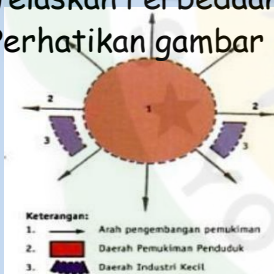 Perhatikan gambar
1
2
2
3
3
Keterangan:
1. Arah pengembangan pemukiman
2. Daerah Pemukiman Penduduk
3. Daerah Industri Kecil